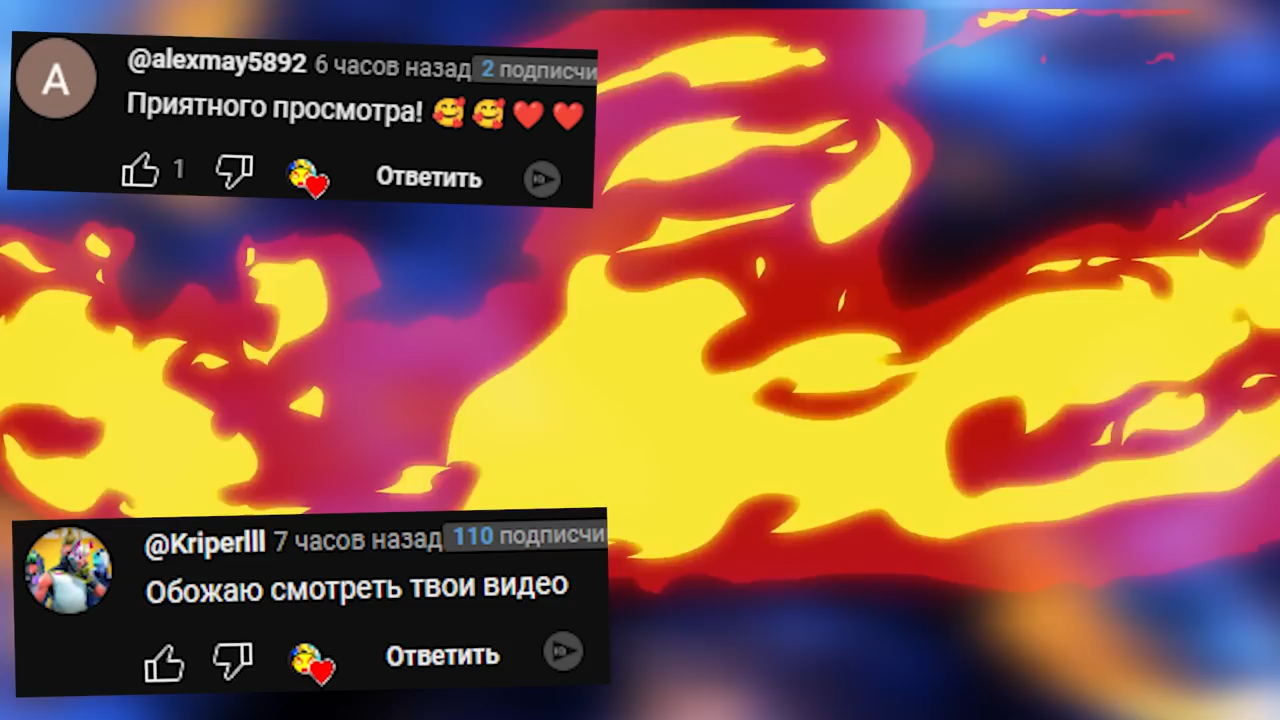 @alexmay5892 6 часов назад 2 подписчи
Приятного просмотра! 🥰 🥰 ❤️ ❤️
1 Ответить
@Kriperlll 7 часов назад 110 подписчи
Обожаю смотреть твои видео
Ответить